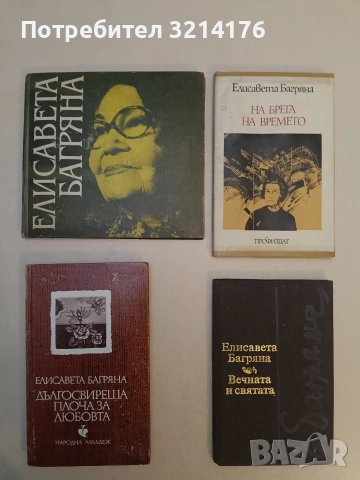 Потребител 3214176
ЕЛИСАВЕТА
БАГРЯНА
Елисавета Багряна
НА БРЕГА
НА ВРЕМЕТО
ПРОФИЗДАТ
ЕЛИСАВЕТА БАГРЯНА
ДЪЛГОСВИРЕЩА
ПЛОЧА ЗА
ЛЮБОВТА
НАРОДНА МЛАДЕЖ
Елисавета
Багряна
Вечната
и святата
Багряна
BAZAR